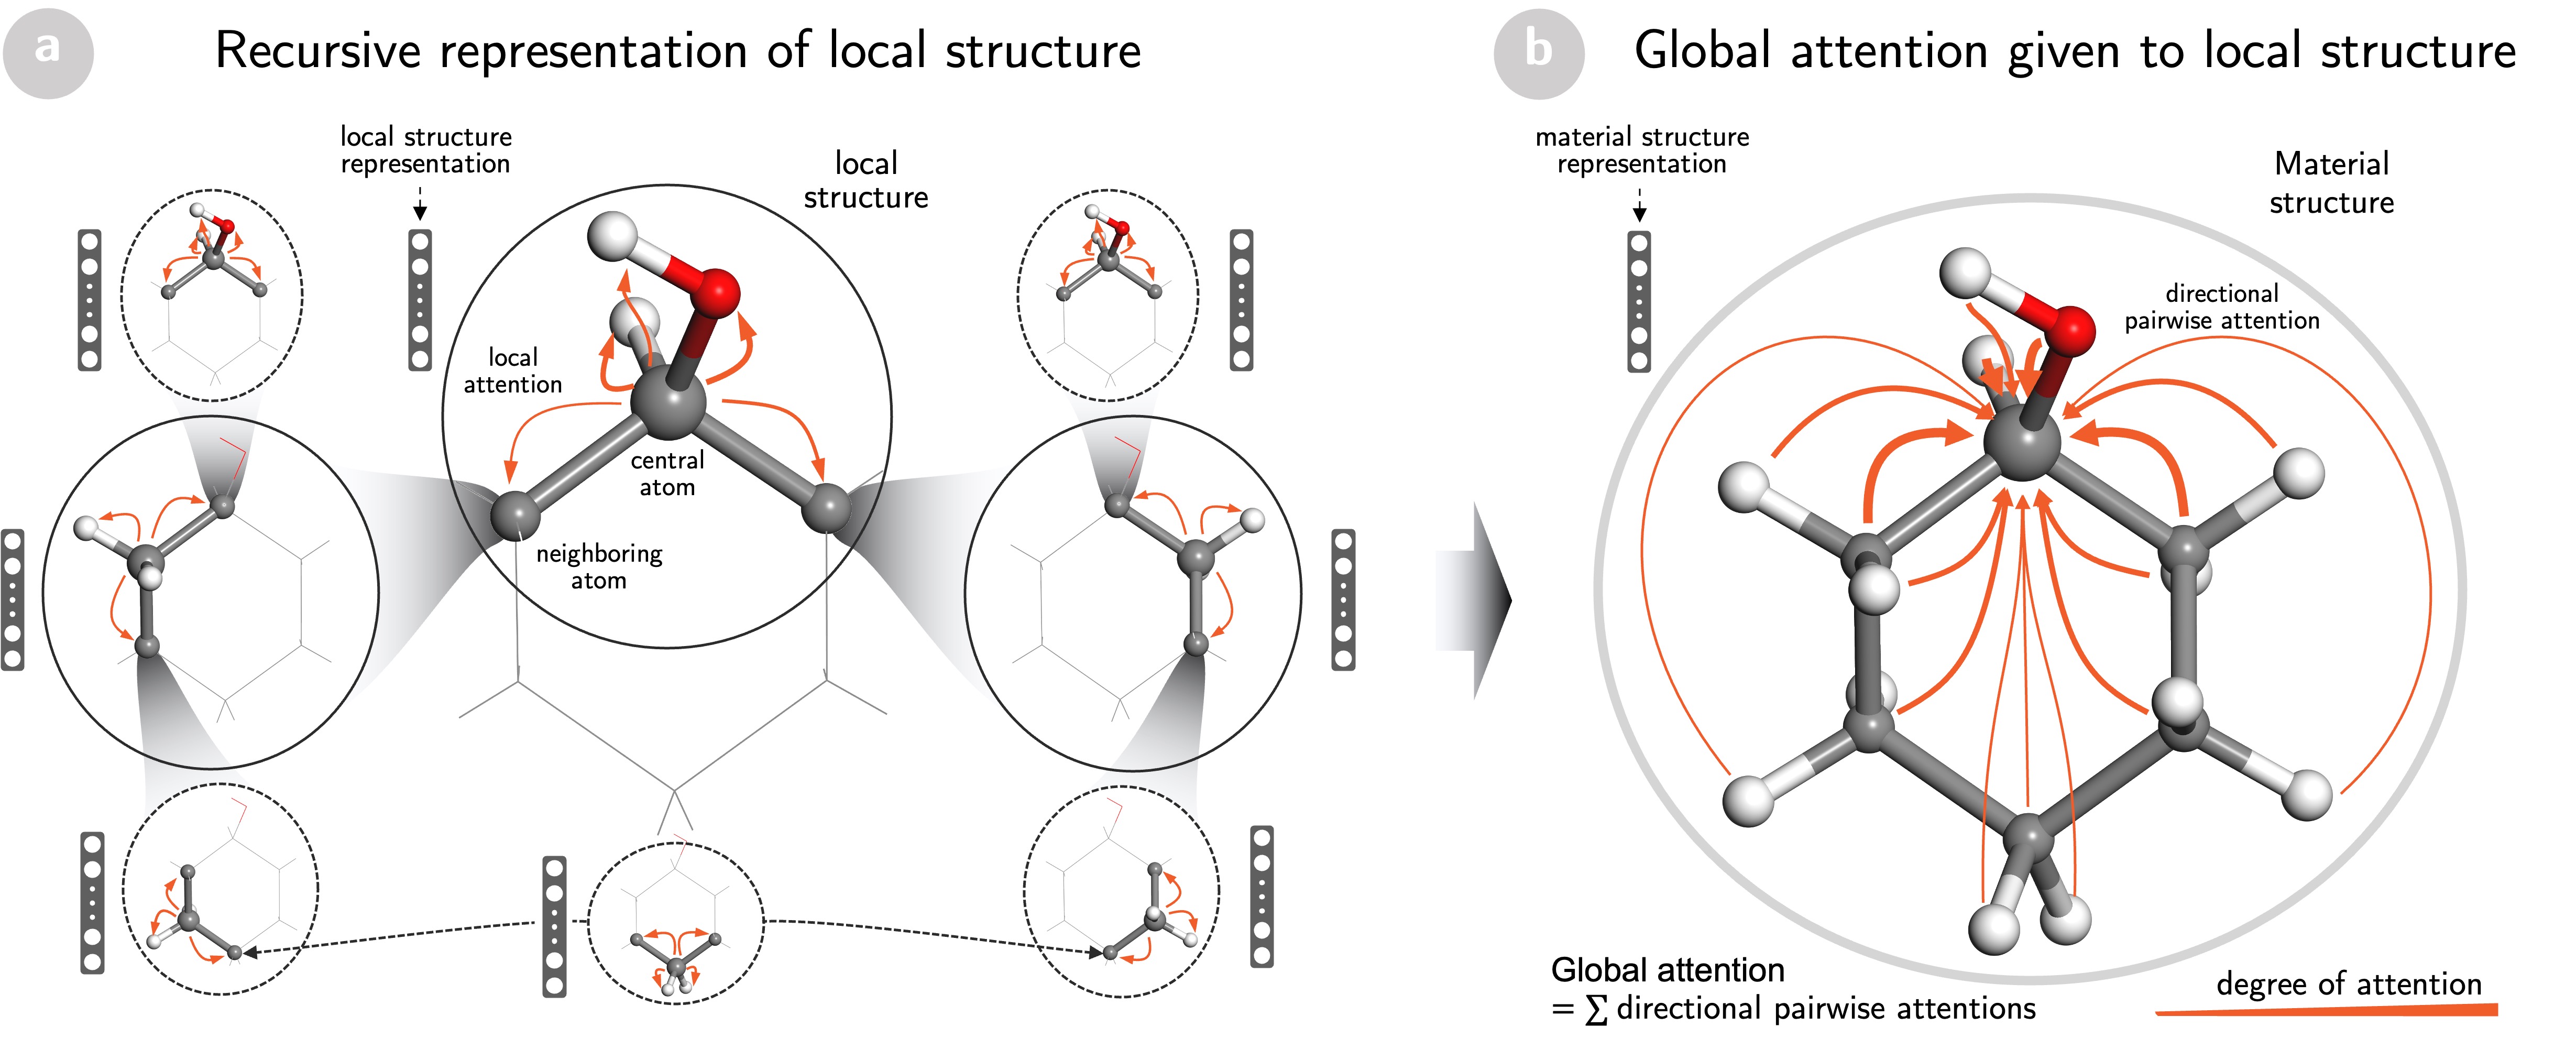 a
Recursive representation of local structure
local structure
representation
local
structure
local
attention
central
atom
neighboring
atom
b
Global attention given to local structure
material structure
representation
Material
structure
directional
pairwise attention
Global attention
= ∑ directional pairwise attentions
degree of attention